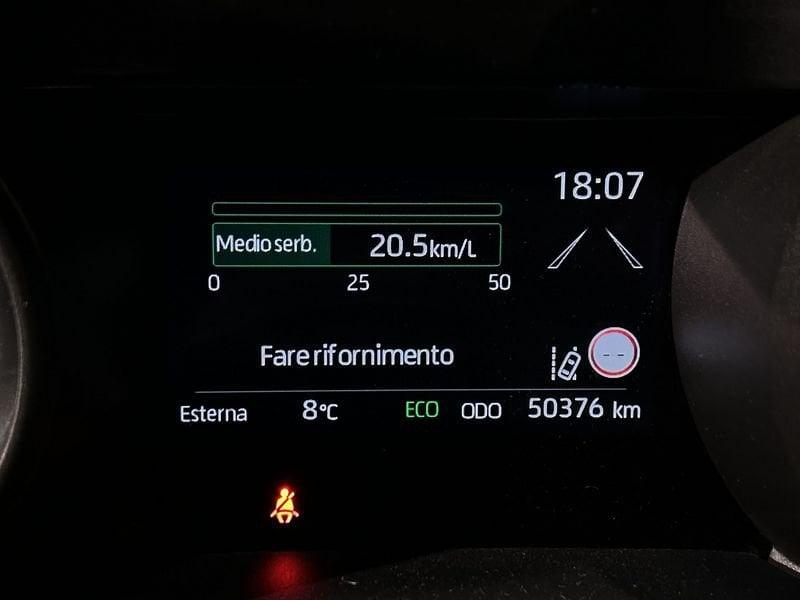 18:07
Medio serb. 20.5km/L
0 25 50
Fare rifornimento
--
Esterna 8°C ECO ODO 50376 km